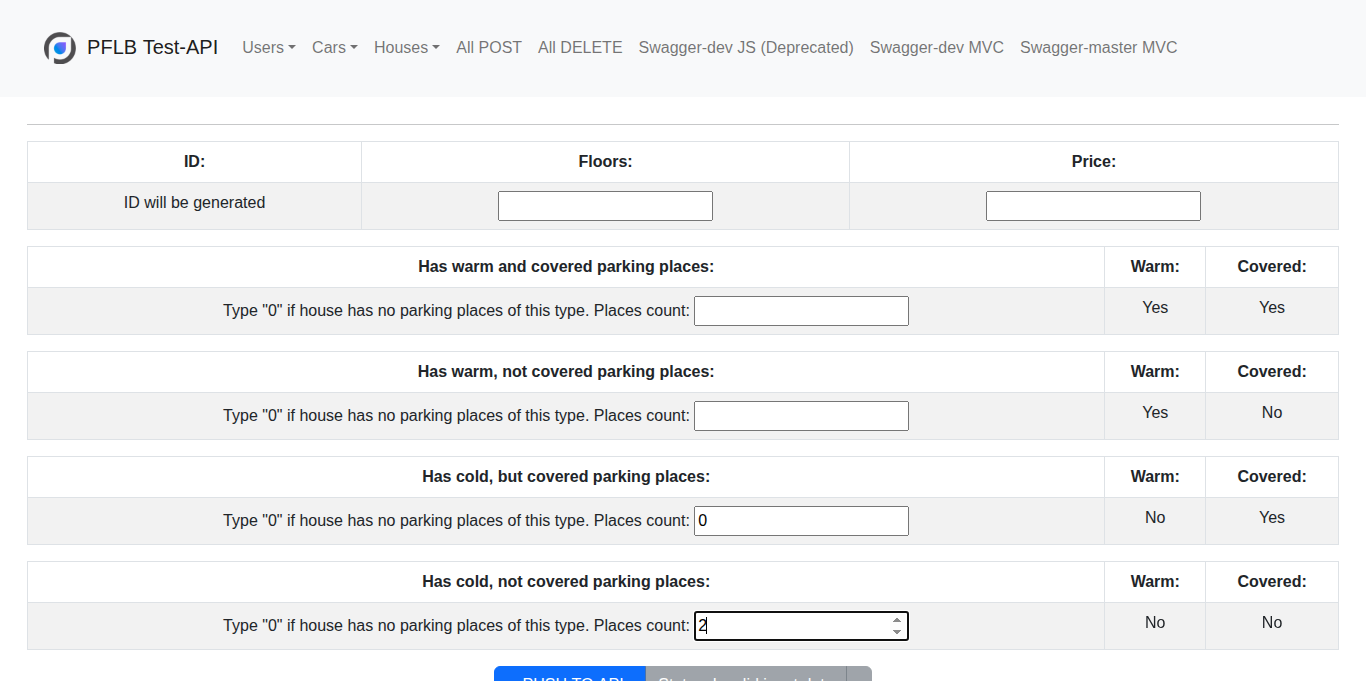 PFLB Test-API Users Cars Houses All POST All DELETE Swagger-dev JS (Deprecated) Swagger-dev MVC Swagger-master MVC
ID: Floors: Price:
ID will be generated
Has warm and covered parking places: Warm: Covered:
Type "0" if house has no parking places of this type. Places count: Yes Yes
Has warm, not covered parking places: Warm: Covered:
Type "0" if house has no parking places of this type. Places count: Yes No
Has cold, but covered parking places: Warm: Covered:
Type "0" if house has no parking places of this type. Places count: 0 No Yes
Has cold, not covered parking places: Warm: Covered:
Type "0" if house has no parking places of this type. Places count: 2 No No
PUSH TO API